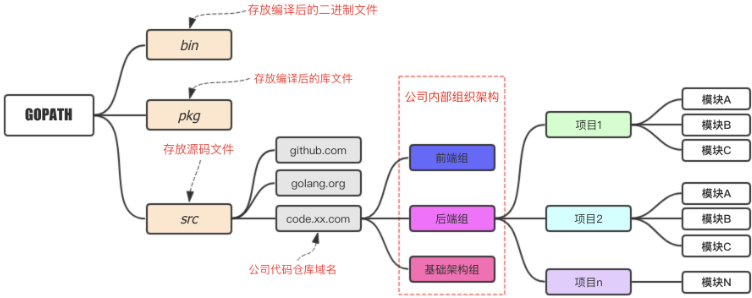 存放编译后的二进制文件
bin
存放编译后的库文件
公司内部组织架构
模块A
GOPATH
pkg
项目1
模块B
存放源码文件
github.com
前端组
模块C
golang.org
模块A
src
code.xx.com
后端组
项目2
模块B
模块C
公司代码仓库域名
基础架构组
项目n
模块N